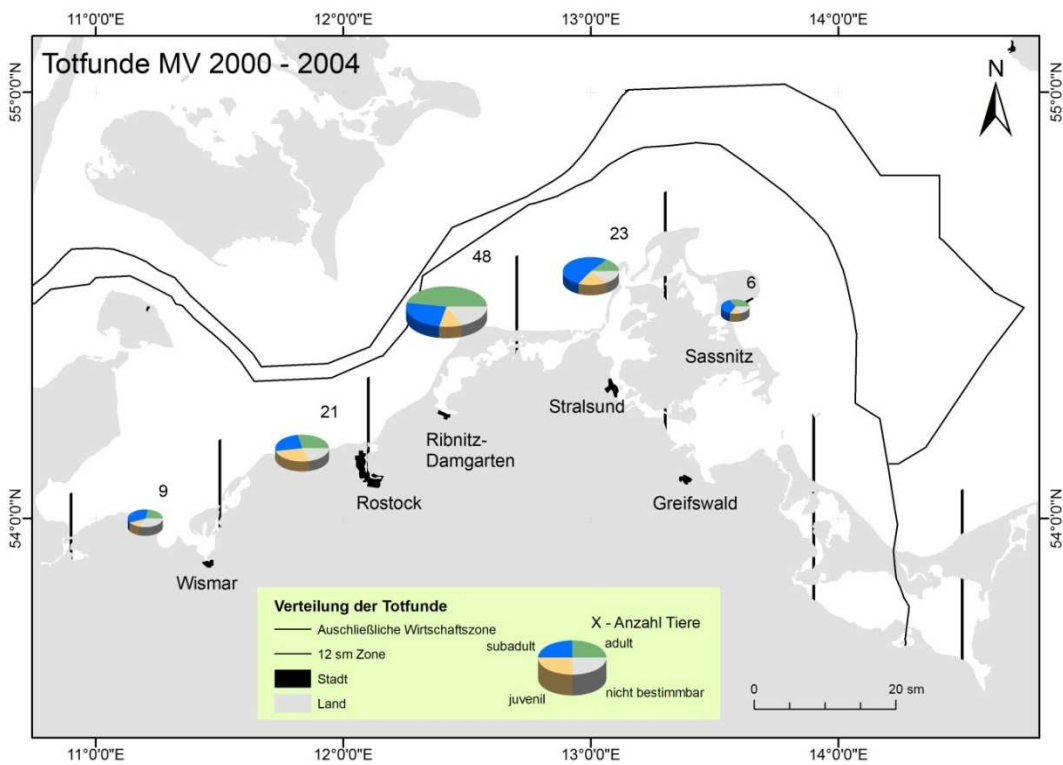 11°0'0"E 12°0'0"E 13°0'0"E 14°0'0"E
Totfunde MV 2000 - 2004
N
55°0'0"N 55°0'0"N
23
48
6
Sassnitz
Stralsund
21
Ribnitz-
Damgarten
Rostock
Greifswald
9
54°0'0"N 54°0'0"N
Wismar
Verteilung der Totfunde
Auschließliche Wirtschaftszone
12 sm Zone
Stadt
Land
X - Anzahl Tiere
subadult adult
juvenil nicht bestimmbar
0 20 sm
11°0'0"E 12°0'0"E 13°0'0"E 14°0'0"E